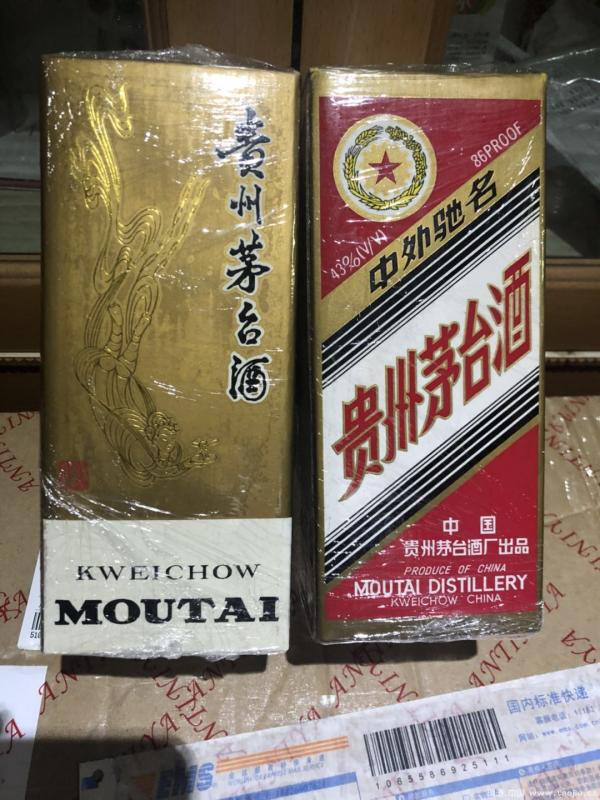 贵州茅台酒
KWEICHOW
MOUTAI
86PROOF
43%(V/V)
中外驰名
贵州茅台酒
中国
贵州茅台酒厂出品
PRODUCE OF CHINA
MOUTAI DISTILLERY
KWEICHOW CHINA
ANTIYA
EMS
国内标准快递
1065586925111